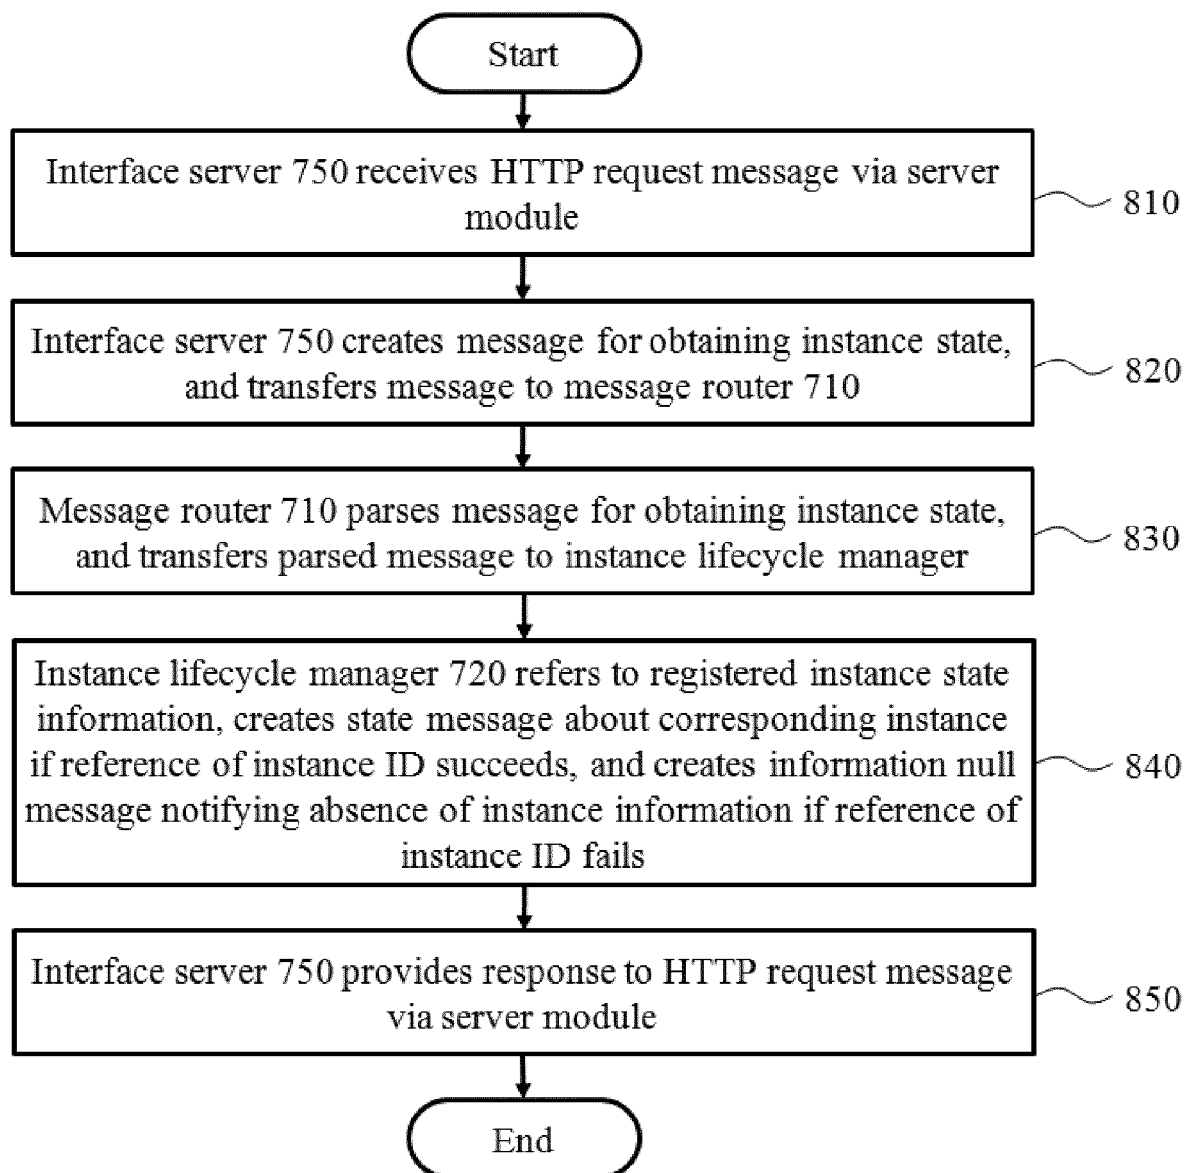 Start
Interface server 750 receives HTTP request message via server
module
810
Interface server 750 creates message for obtaining instance state,
and transfers message to message router 710
820
Message router 710 parses message for obtaining instance state,
and transfers parsed message to instance lifecycle manager
830
Instance lifecycle manager 720 refers to registered instance state
information, creates state message about corresponding instance
if reference of instance ID succeeds, and creates information null
message notifying absence of instance information if reference of
instance ID fails
840
Interface server 750 provides response to HTTP request message
via server module
850
End